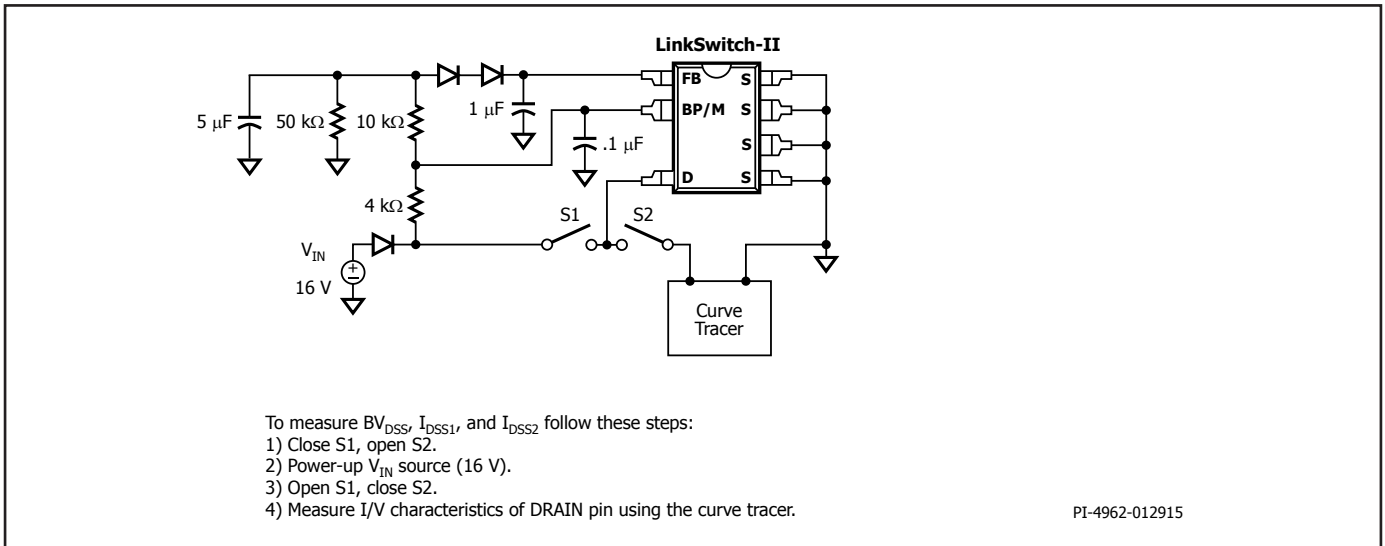 LinkSwitch-II
FB
S
5 μF
50 kΩ
10 kΩ
1 μF
BP/M
S
.1 μF
S
D
S
4 kΩ
S1
S2
V_IN
+
16 V
Curve
Tracer
To measure BV_DSS, I_DSS1, and I_DSS2 follow these steps:
1) Close S1, open S2.
2) Power-up V_IN source (16 V).
3) Open S1, close S2.
4) Measure I/V characteristics of DRAIN pin using the curve tracer.
PI-4962-012915